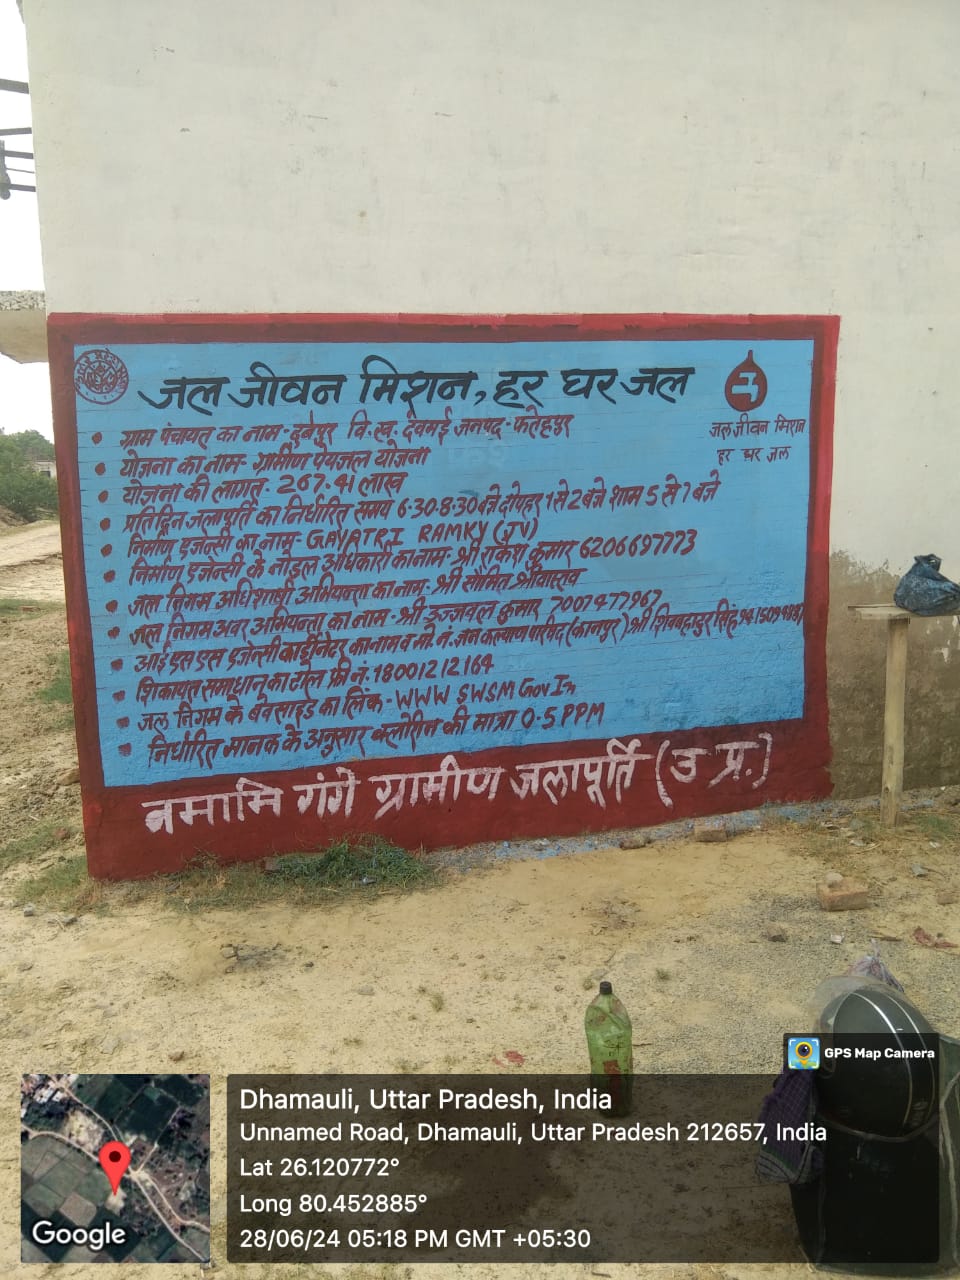 जल जीवन मिशन, हर घर जल
जल जीवन मिशन
हर घर जल
ग्राम पंचायत का नाम- दुबेपुर वि.ख. देवमई जनपद- फतेहपुर
योजना का नाम- ग्रामीण पेयजल योजना
योजना की लागत- 267.41 लाख
प्रतिदिन जलापूर्ति का निर्धारित समय 6-30-8-30 बजे दोपहर 1 से 2 बजे शाम 5 से 7 बजे
निर्माण एजेन्सी का नाम- GAYATRI RAMKY (JV)
निर्माण एजेन्सी के नोडल अधिकारी का नाम- श्री राकेश कुमार 6206697773
जल निगम अधिशाषी अभियन्ता का नाम- श्री सौमित्र श्रीवास्तव
जल निगम अवर अभियन्ता का नाम - श्री उज्जवल कुमार 7007477967
आई एस एस एजेन्सी कार्डीनेटर का नाम व मो. न. जन कल्याण परिषद (कानपुर) श्री शिवबहादुर सिंह
शिकायत समाधान का टोल फ्री नं. 18001212164
जल निगम के बेवसाइड का लिंक- WWW SWSM Gov In
निर्धारित मानक के अनुसार क्लोरीन की मात्रा 0.5 PPM
नमामि गंगे ग्रामीण जलापूर्ति (उ प्र.)
GPS Map Camera
Dhamauli, Uttar Pradesh, India
Unnamed Road, Dhamauli, Uttar Pradesh 212657, India
Lat 26.120772°
Long 80.452885°
28/06/24 05:18 PM GMT +05:30
Google